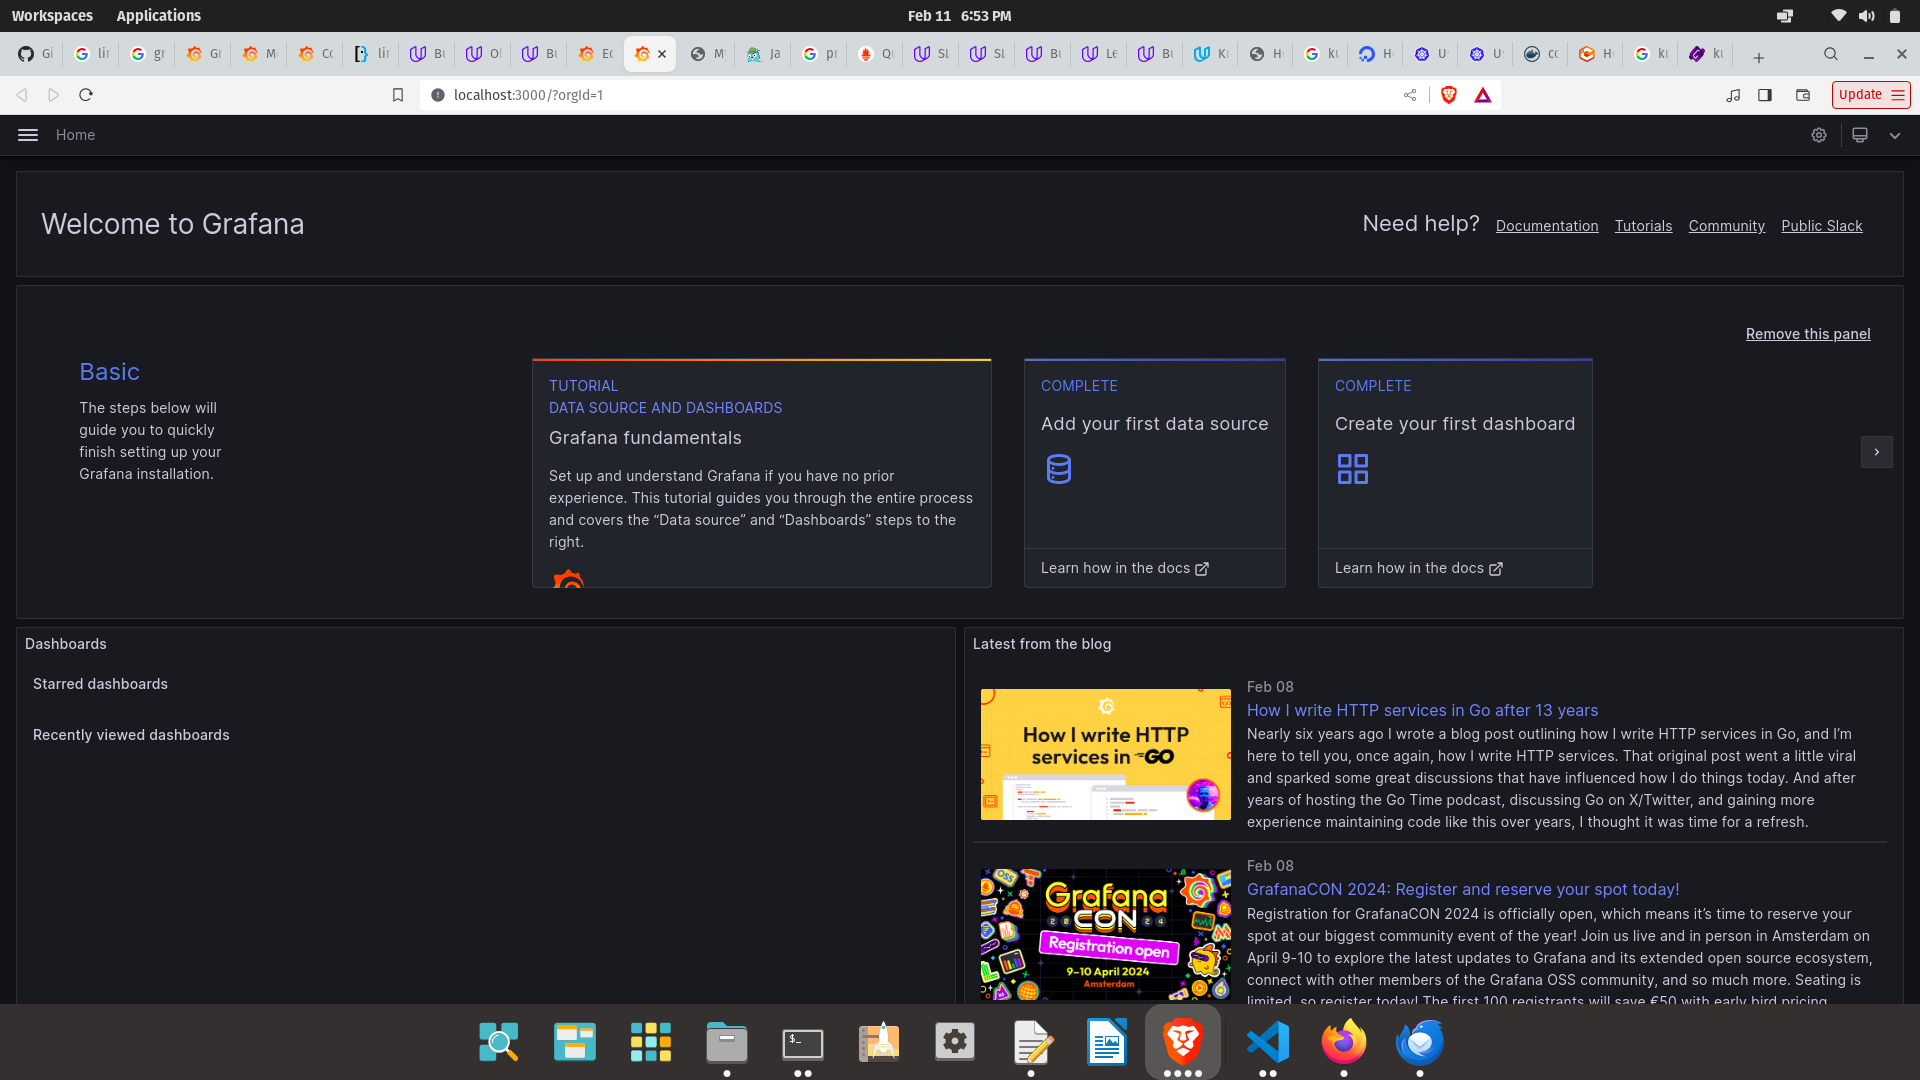 Workspaces Applications Feb 11 6:53 PM
Gi
lir
gr
Gr
M
Cc
lir
Bu
Ol
Bu
Ec
M
Ja
pr
Qu
SL
SL
Bu
Le
Bu
K
H
ku
H
U
U
cc
H
ku
ku
localhost:3000/?orgId=1
Update
Home
Welcome to Grafana
Need help? Documentation Tutorials Community Public Slack
Remove this panel
Basic
The steps below will
guide you to quickly
finish setting up your
Grafana installation.
TUTORIAL
DATA SOURCE AND DASHBOARDS
Grafana fundamentals
Set up and understand Grafana if you have no prior
experience. This tutorial guides you through the entire process
and covers the “Data source” and “Dashboards” steps to the
right.
COMPLETE
Add your first data source
Learn how in the docs
COMPLETE
Create your first dashboard
Learn how in the docs
Dashboards
Starred dashboards
Recently viewed dashboards
Latest from the blog
How I write HTTP
services in GO
Feb 08
How I write HTTP services in Go after 13 years
Nearly six years ago I wrote a blog post outlining how I write HTTP services in Go, and I’m
here to tell you, once again, how I write HTTP services. That original post went a little viral
and sparked some great discussions that have influenced how I do things today. And after
years of hosting the Go Time podcast, discussing Go on X/Twitter, and gaining more
experience maintaining code like this over years, I thought it was time for a refresh.
OSS
Grafana
CON
2024
Registration open
9–10 April 2024
Amsterdam
Feb 08
GrafanaCON 2024: Register and reserve your spot today!
Registration for GrafanaCON 2024 is officially open, which means it’s time to reserve your
spot at our biggest community event of the year! Join us live and in person in Amsterdam on
April 9-10 to explore the latest updates to Grafana and its extended open source ecosystem,
connect with other members of the Grafana OSS community, and so much more. Seating is
limited, so register today! The first 100 registrants will save €50 with early bird pricing.
$_